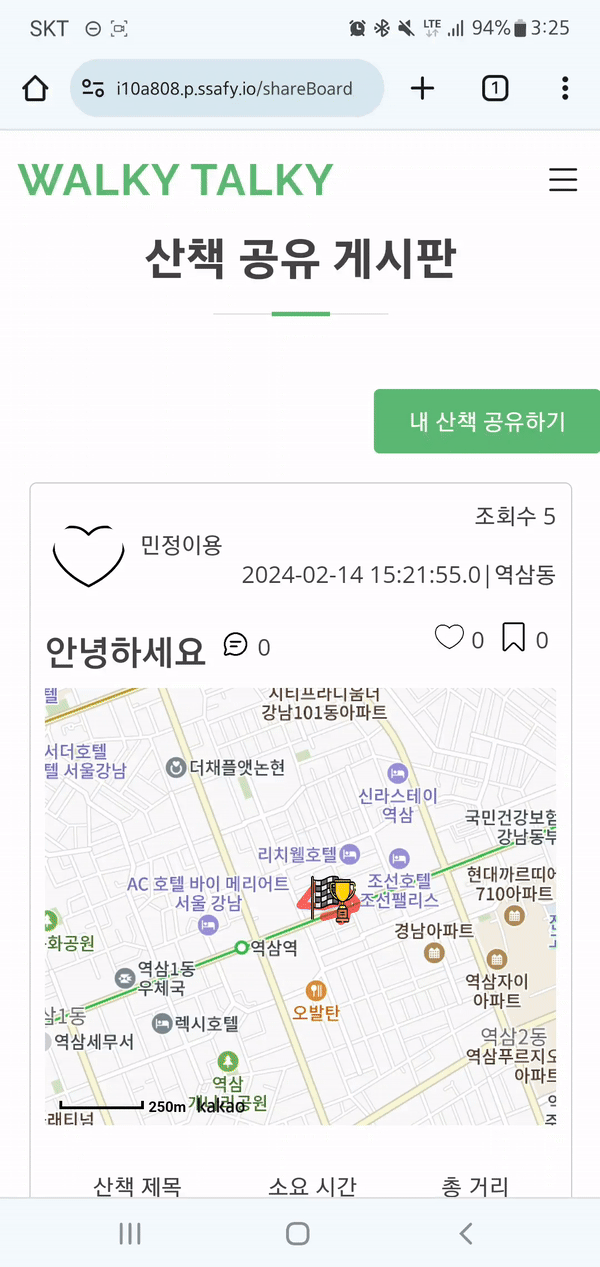 SKT
LTE 94% 3:25
i10a808.p.ssafy.io/shareBoard
1
WALKY TALKY
산책 공유 게시판
내 산책 공유하기
조회수 5
민정이용
2024-02-14 15:21:55.0|역삼동
안녕하세요 0
0 0
텔
강남101동아파트
서더호텔
텔 서울강남
더채플앳논현
신라스테이
역삼
국민건강보험
강남동부
리치웰호텔
AC 호텔 바이 메리어트
서울 강남
조선호텔
조선팰리스
현대까르띠에
710아파트
화공원
역삼역
경남아파트
역삼1동
우체국
역삼자이
아파트
오발탄
삼1동
렉시호텔
역삼세무서
역삼2동
역삼푸르지오
아파트
역삼
개나리공원
250m kakao
래티넘
산책 제목 소요 시간 총 거리